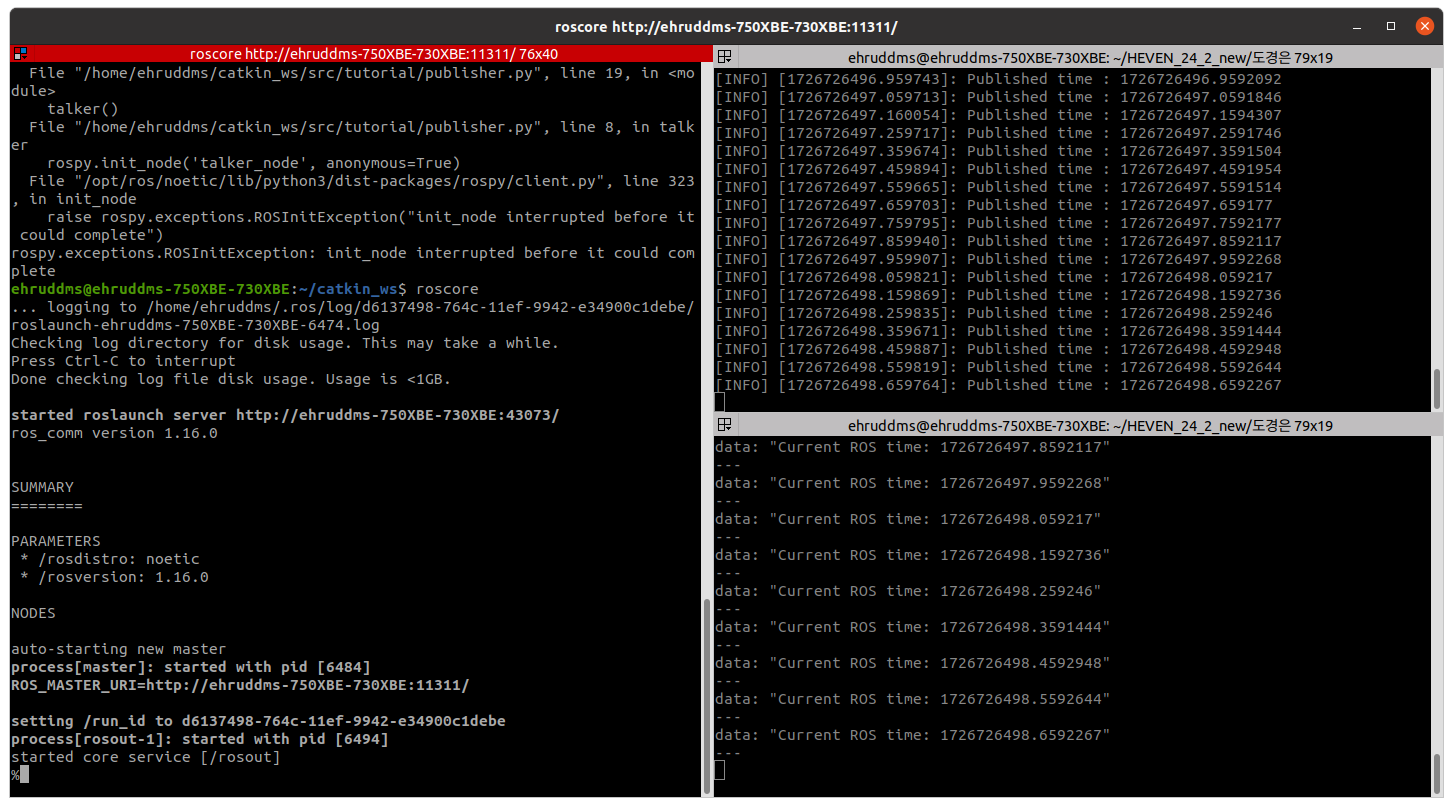 roscore http://ehruddms-750XBE-730XBE:11311/
roscore http://ehruddms-750XBE-730XBE:11311/ 76x40
  File "/home/ehruddms/catkin_ws/src/tutorial/publisher.py", line 19, in <mo
dule>
    talker()
  File "/home/ehruddms/catkin_ws/src/tutorial/publisher.py", line 8, in talk
er
    rospy.init_node('talker_node', anonymous=True)
  File "/opt/ros/noetic/lib/python3/dist-packages/rospy/client.py", line 323
, in init_node
    raise rospy.exceptions.ROSInitException("init_node interrupted before it
 could complete")
rospy.exceptions.ROSInitException: init_node interrupted before it could com
plete
ehruddms@ehruddms-750XBE-730XBE:~/catkin_ws$ roscore
... logging to /home/ehruddms/.ros/log/d6137498-764c-11ef-9942-e34900c1debe/
roslaunch-ehruddms-750XBE-730XBE-6474.log
Checking log directory for disk usage. This may take a while.
Press Ctrl-C to interrupt
Done checking log file disk usage. Usage is <1GB.

started roslaunch server http://ehruddms-750XBE-730XBE:43073/
ros_comm version 1.16.0

SUMMARY
========

PARAMETERS
 * /rosdistro: noetic
 * /rosversion: 1.16.0

NODES

auto-starting new master
process[master]: started with pid [6484]
ROS_MASTER_URI=http://ehruddms-750XBE-730XBE:11311/

setting /run_id to d6137498-764c-11ef-9942-e34900c1debe
process[rosout-1]: started with pid [6494]
started core service [/rosout]
%
ehruddms@ehruddms-750XBE-730XBE: ~/HEVEN_24_2_new/도경은 79x19
[INFO] [1726726496.959743]: Published time : 1726726496.9592092
[INFO] [1726726497.059713]: Published time : 1726726497.0591846
[INFO] [1726726497.160054]: Published time : 1726726497.1594307
[INFO] [1726726497.259717]: Published time : 1726726497.2591746
[INFO] [1726726497.359674]: Published time : 1726726497.3591504
[INFO] [1726726497.459894]: Published time : 1726726497.4591954
[INFO] [1726726497.559665]: Published time : 1726726497.5591514
[INFO] [1726726497.659703]: Published time : 1726726497.659177
[INFO] [1726726497.759795]: Published time : 1726726497.7592177
[INFO] [1726726497.859940]: Published time : 1726726497.8592117
[INFO] [1726726497.959907]: Published time : 1726726497.9592268
[INFO] [1726726498.059821]: Published time : 1726726498.059217
[INFO] [1726726498.159869]: Published time : 1726726498.1592736
[INFO] [1726726498.259835]: Published time : 1726726498.259246
[INFO] [1726726498.359671]: Published time : 1726726498.3591444
[INFO] [1726726498.459887]: Published time : 1726726498.4592948
[INFO] [1726726498.559819]: Published time : 1726726498.5592644
[INFO] [1726726498.659764]: Published time : 1726726498.6592267
ehruddms@ehruddms-750XBE-730XBE: ~/HEVEN_24_2_new/도경은 79x19
data: "Current ROS time: 1726726497.8592117"
---
data: "Current ROS time: 1726726497.9592268"
---
data: "Current ROS time: 1726726498.059217"
---
data: "Current ROS time: 1726726498.1592736"
---
data: "Current ROS time: 1726726498.259246"
---
data: "Current ROS time: 1726726498.3591444"
---
data: "Current ROS time: 1726726498.4592948"
---
data: "Current ROS time: 1726726498.5592644"
---
data: "Current ROS time: 1726726498.6592267"
---